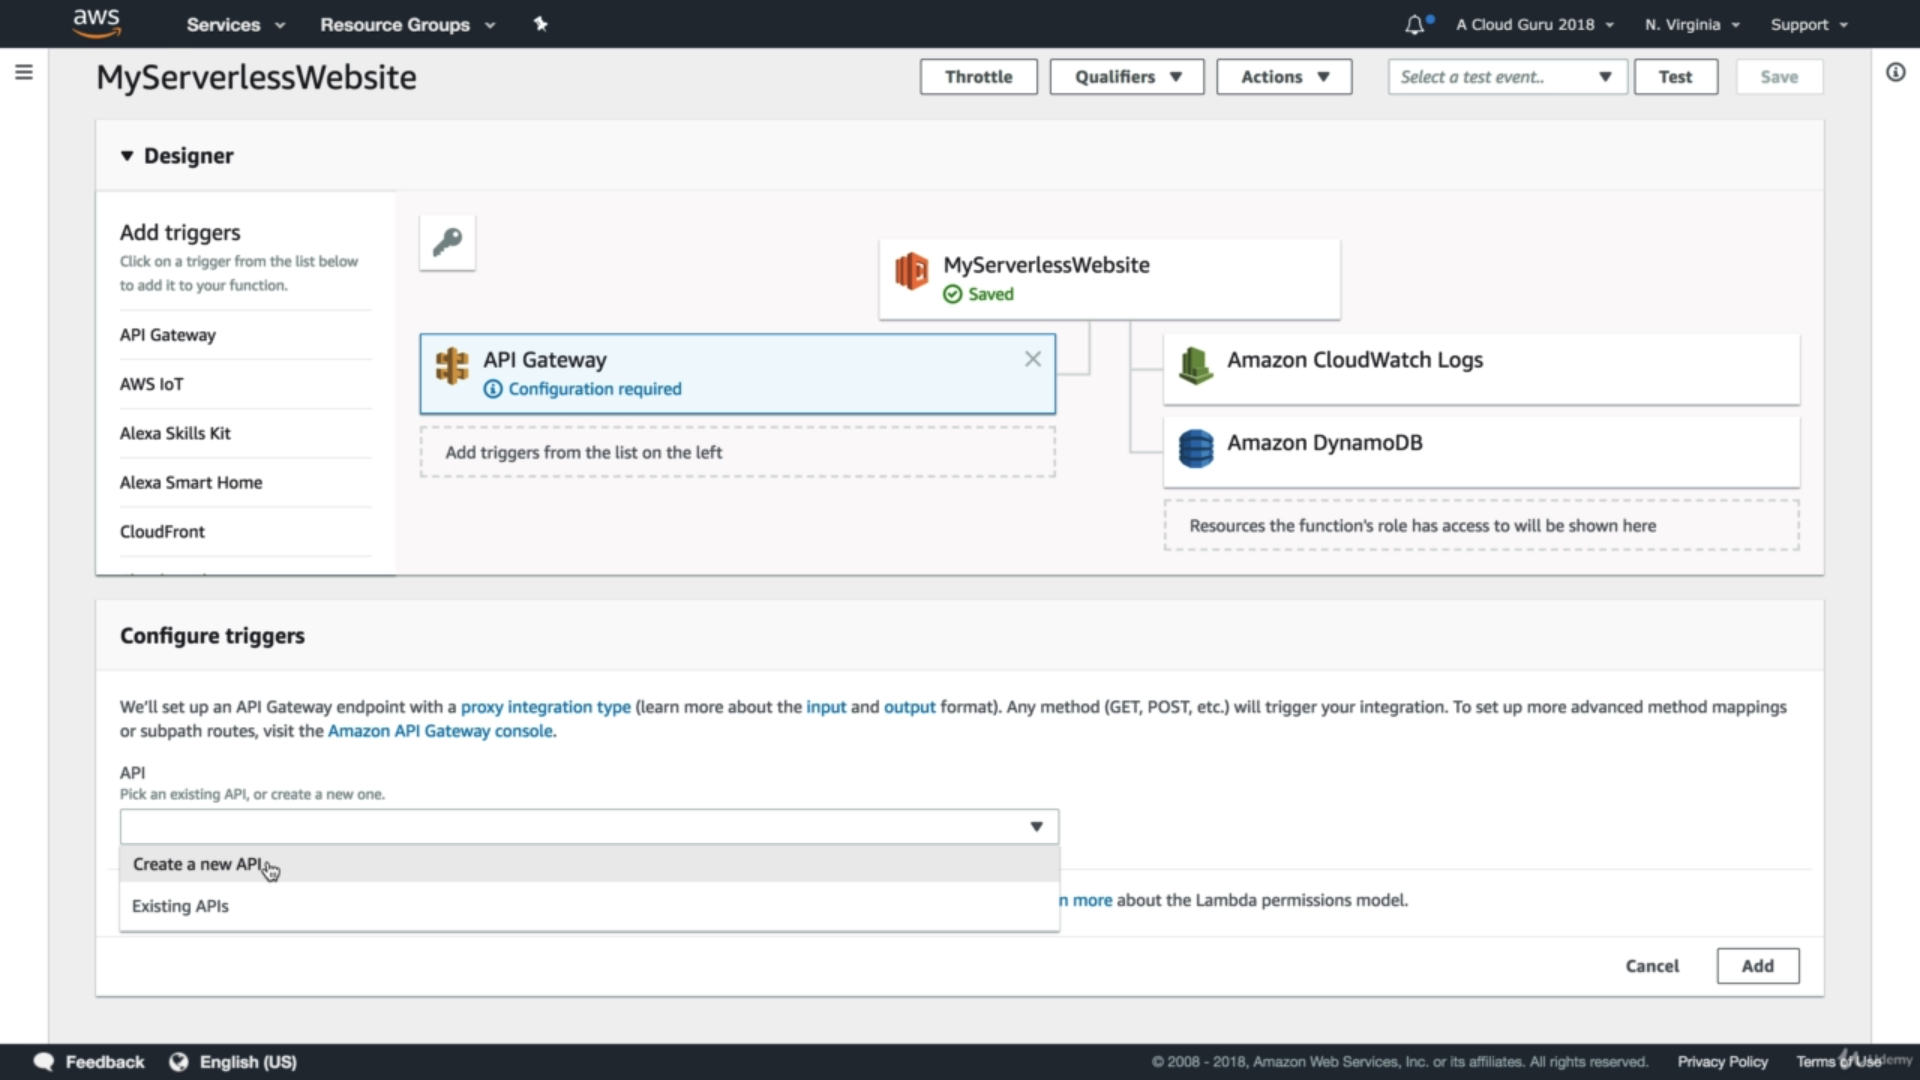 aws
Services
Resource Groups
A Cloud Guru 2018
N. Virginia
Support
MyServerlessWebsite
Throttle
Qualifiers
Actions
Select a test event..
Test
Save
Designer
Add triggers
Click on a trigger from the list below
to add it to your function.
API Gateway
AWS IoT
Alexa Skills Kit
Alexa Smart Home
CloudFront
MyServerlessWebsite
Saved
API Gateway
Configuration required
Add triggers from the list on the left
Amazon CloudWatch Logs
Amazon DynamoDB
Resources the function's role has access to will be shown here
Configure triggers
We'll set up an API Gateway endpoint with a proxy integration type (learn more about the input and output format). Any method (GET, POST, etc.) will trigger your integration. To set up more advanced method mappings
or subpath routes, visit the Amazon API Gateway console.
API
Pick an existing API, or create a new one.
Create a new API
Existing APIs
n more about the Lambda permissions model.
Cancel
Add
Feedback
English (US)
© 2008 - 2018, Amazon Web Services, Inc. or its affiliates. All rights reserved.
Privacy Policy
Terms of Use